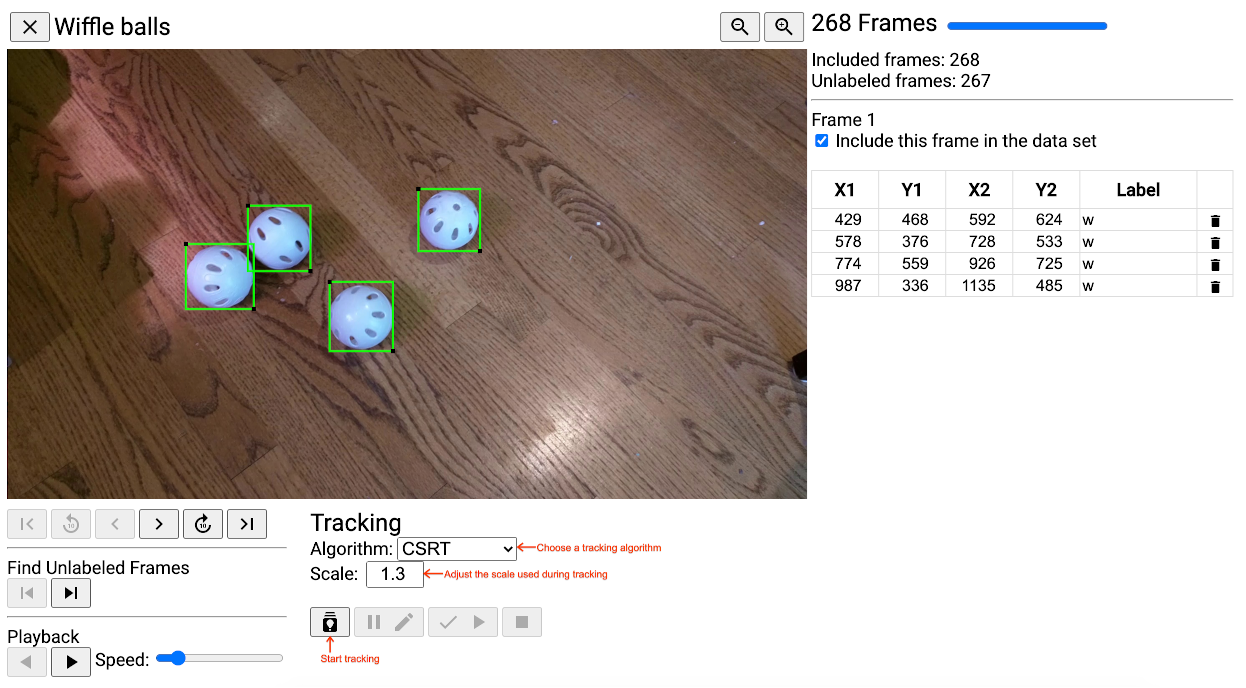 Wiffle balls
268 Frames
Included frames: 268
Unlabeled frames: 267
Frame 1
Include this frame in the data set
X1 Y1 X2 Y2 Label
429 468 592 624 w
578 376 728 533 w
774 559 926 725 w
987 336 1135 485 w
10 10
Find Unlabeled Frames
Playback
Speed:
Tracking
Algorithm: CSRT Choose a tracking algorithm
Scale: 1.3 Adjust the scale used during tracking
Start tracking